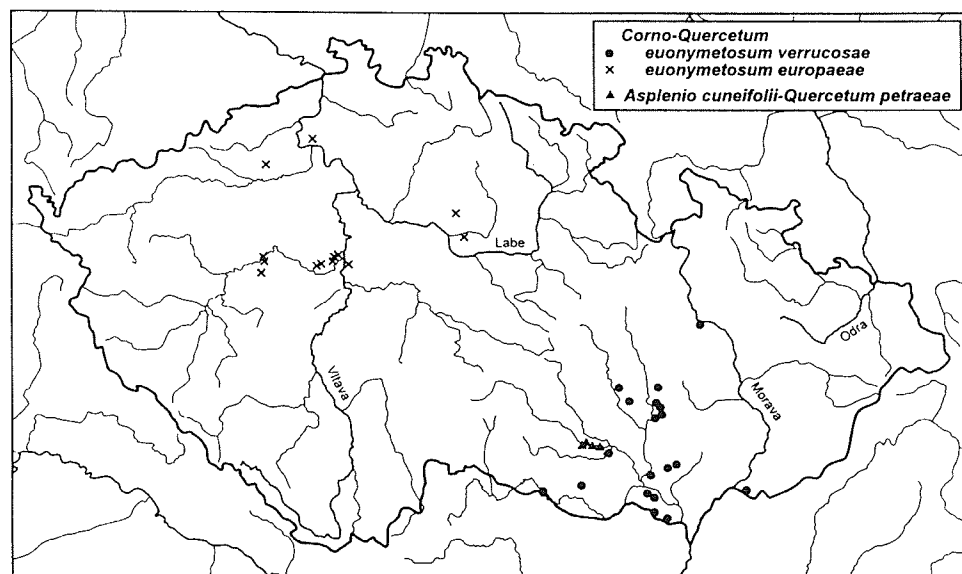 Corno-Quercetum
euonymetosum verrucosae
euonymetosum europaeae
Asplenio cuneifolii-Quercetum petraeae
Labe
Odra
Vltava
Morava